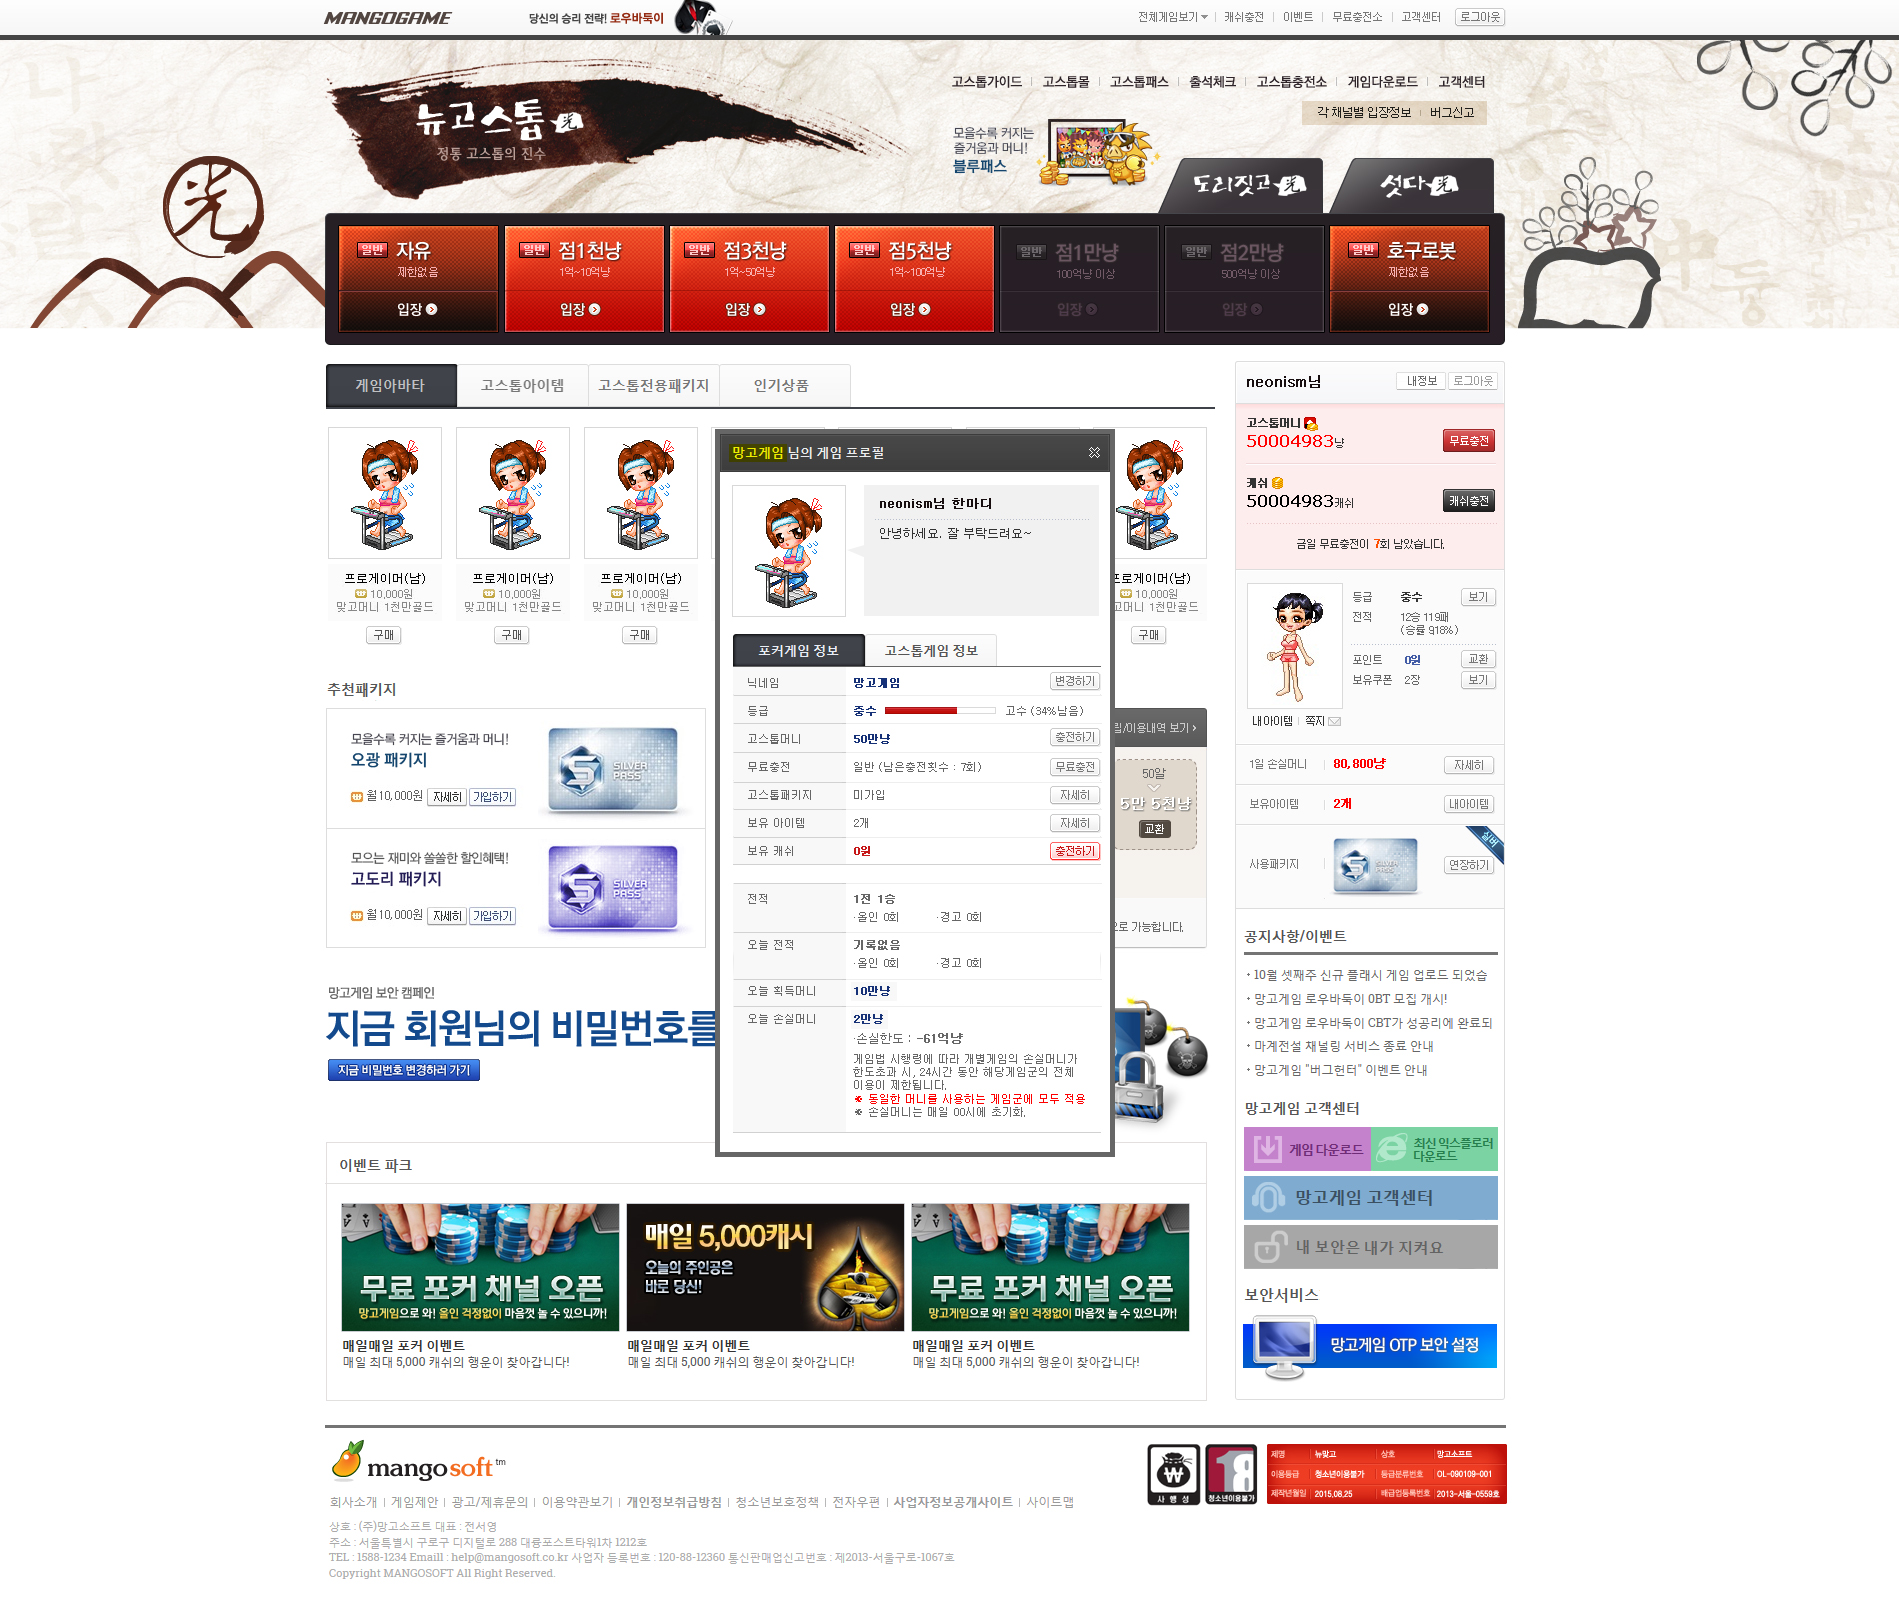 MANGOGAME
당신의 승리 전략! 로우바둑이
전체게임보기 캐쉬충전 이벤트 무료충전소 고객센터 로그아웃
고스톱가이드 고스톱몰 고스톱패스 출석체크 고스톱충전소 게임다운로드 고객센터
각 채널별 입장정보 버그신고
光
뉴고스톱 光
정통 고스톱의 진수
모을수록 커지는
즐거움과 머니!
블루패스
도리짓고光 섯다光
일반 자유
제한없음
입장
일반 점1천냥
1억~10억냥
입장
일반 점3천냥
1억~50억냥
입장
일반 점5천냥
1억~100억냥
입장
일반 점1만냥
100억냥 이상
입장
일반 점2만냥
500억냥 이상
입장
일반 호구로봇
제한없음
입장
게임아바타 고스톱아이템 고스톱전용패키지 인기상품
프로게이머(남)
10,000원
맞고머니 1천만골드
구매
프로게이머(남)
10,000원
맞고머니 1천만골드
구매
프로게이머(남)
10,000원
맞고머니 1천만골드
구매
프로게이머(남)
10,000원
고머니 1천만골드
구매
추천패키지
모을수록 커지는 즐거움과 머니!
오광 패키지
월10,000원 자세히 가입하기
SILVER
PASS
모으는 재미와 쏠쏠한 할인혜택!
고도리 패키지
월10,000원 자세히 가입하기
SILVER
PASS
립/이용내역 보기
50알
5만 5천냥
교환
으로 가능합니다.
망고게임 보안 캠페인
지금 회원님의 비밀번호를
지금 비밀번호 변경하러 가기
망고게임 님의 게임 프로필
neonism님 한마디
안녕하세요. 잘 부탁드려요~
포커게임 정보 고스톱게임 정보
닉네임 망고게임 변경하기
등급 중수 고수 (34%남음)
고스톱머니 50만냥 충전하기
무료충전 일반 (남은충전횟수 : 7회) 무료충전
고스톱패키지 미가입 자세히
보유 아이템 2개 자세히
보유 캐쉬 0원 충전하기
전적 1전 1승
·올인 0회 ·경고 0회
오늘 전적 기록없음
·올인 0회 ·경고 0회
오늘 획득머니 10만냥
오늘 손실머니 2만냥
·손실한도 : -61억냥
게임법 시행령에 따라 개별게임의 손실머니가
한도초과 시, 24시간 동안 해당게임군의 전체
이용이 제한됩니다.
※ 동일한 머니를 사용하는 게임군에 모두 적용
※ 손실머니는 매일 00시에 초기화.
neonism님 내정보 로그아웃
고스톱머니
50004983냥 무료충전
캐쉬
50004983캐쉬 캐쉬충전
금일 무료충전이 7회 남았습니다.
등급 중수 보기
전적 12승 119패
(승률 9.18%)
포인트 0원 교환
보유쿠폰 2장 보기
내아이템 쪽지
1일 손실머니 80,800냥 자세히
보유아이템 2개 내아이템
실버
사용패키지 연장하기
공지사항/이벤트
10월 셋째주 신규 플래시 게임 업로드 되었습
망고게임 로우바둑이 OBT 모집 개시!
망고게임 로우바둑이 CBT가 성공리에 완료되
마계전설 채널링 서비스 종료 안내
망고게임 "버그헌터" 이벤트 안내
망고게임 고객센터
게임 다운로드
최신 익스플로러
다운로드
망고게임 고객센터
내 보안은 내가 지켜요
보안서비스
망고게임 OTP 보안 설정
이벤트 파크
무료 포커 채널 오픈
망고게임으로 와! 올인 걱정없이 마음껏 놀 수 있으니까!
매일매일 포커 이벤트
매일 최대 5,000 캐쉬의 행운이 찾아갑니다!
매일 5,000캐시
오늘의 주인공은
바로 당신!
매일매일 포커 이벤트
매일 최대 5,000 캐쉬의 행운이 찾아갑니다!
무료 포커 채널 오픈
망고게임으로 와! 올인 걱정없이 마음껏 놀 수 있으니까!
매일매일 포커 이벤트
매일 최대 5,000 캐쉬의 행운이 찾아갑니다!
mangosoft tm
회사소개 게임제안 광고/제휴문의 이용약관보기 개인정보취급방침 청소년보호정책 전자우편 사업자정보공개사이트 사이트맵
상호 : (주)망고소프트 대표 : 전서영
주소 : 서울특별시 구로구 디지털로 288 대륭포스트타워1차 1212호
TEL : 1588-1234 Emaill : help@mangosoft.co.kr 사업자 등록번호 : 120-88-12360 통신판매업신고번호 : 제2013-서울구로-1067호
Copyright MANGOSOFT All Right Reserved.
사행성
18
청소년이용불가
제명 뉴맞고 상호 망고소프트
이용등급 청소년이용불가 등급분류번호 OL-090109-001
제작년월일 2015.08.25 배급업등록번호 2013-서울-0559호